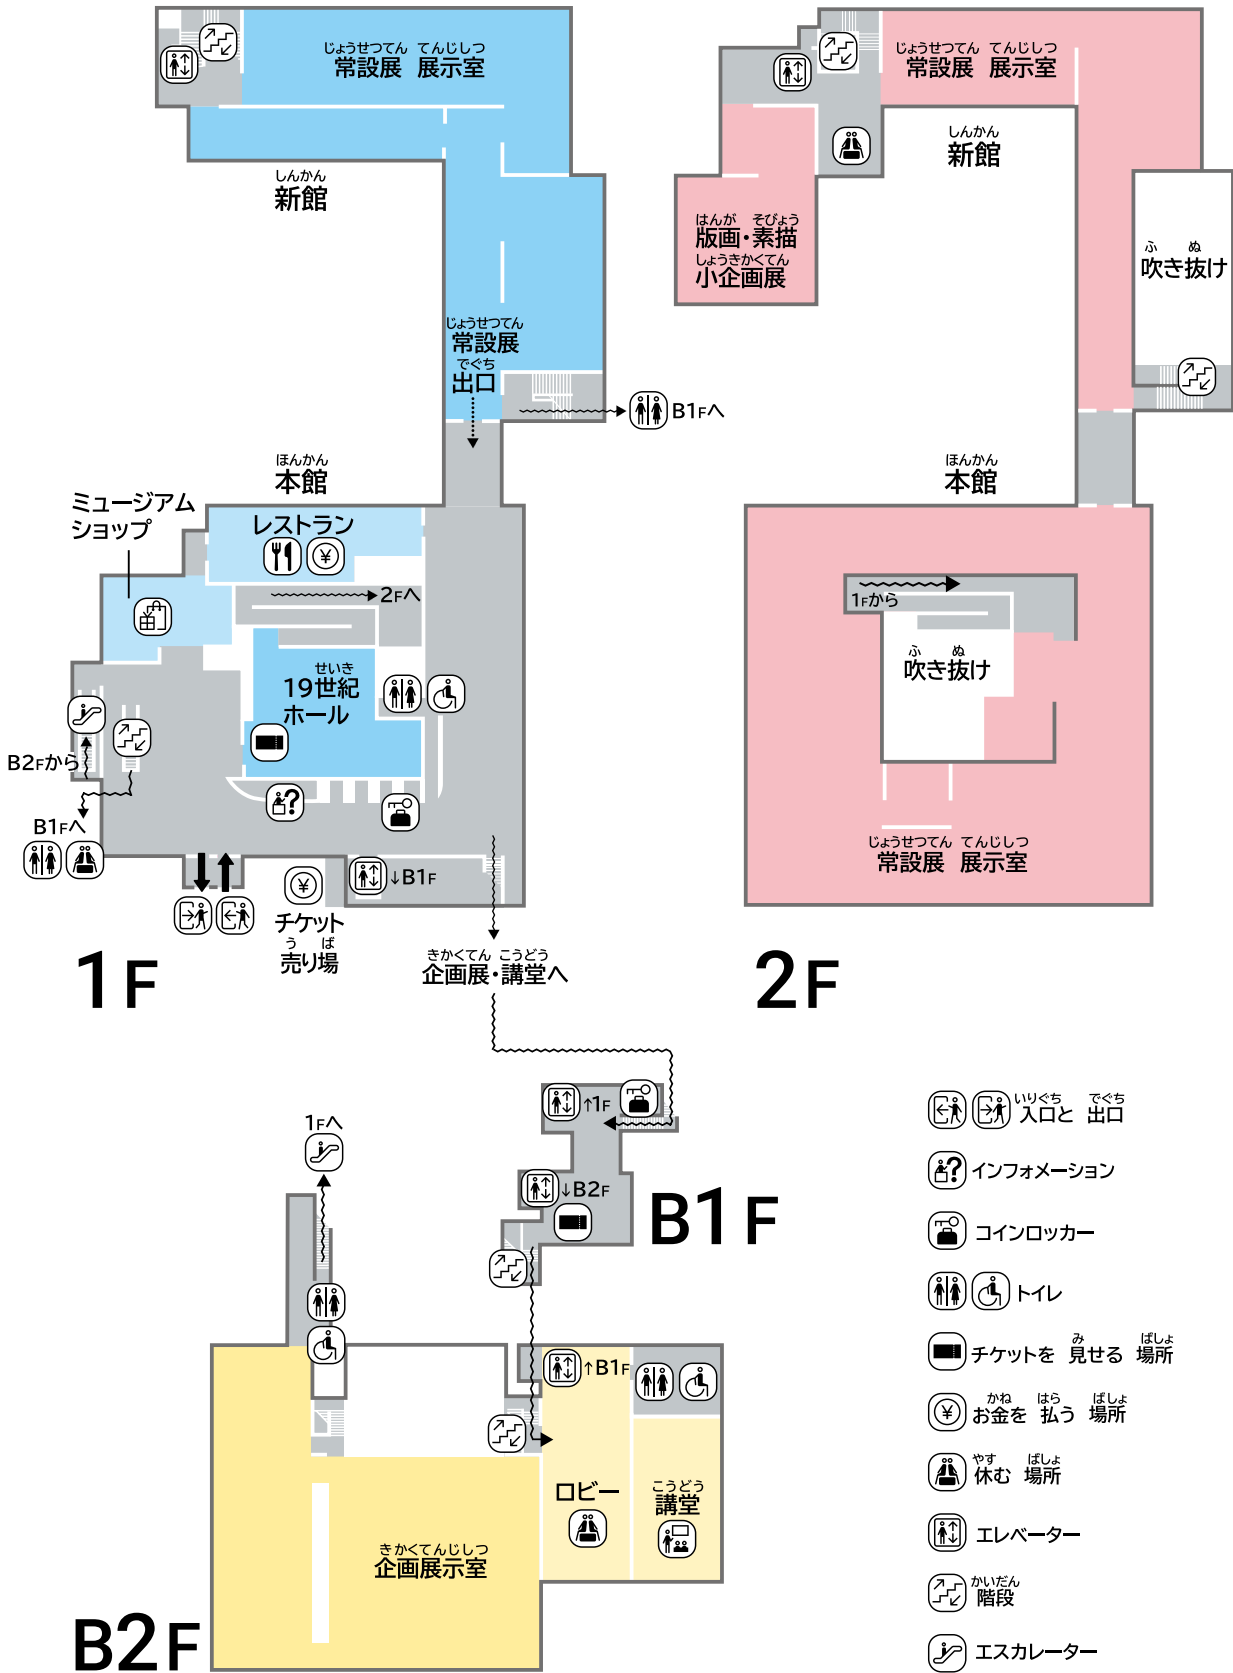 じょうせつてん てんじしつ
常設展 展示室
しんかん
新館
じょうせつてん
常設展
でぐち
出口
B1Fへ
ほんかん
本館
ミュージアム
ショップ
レストラン
2Fへ
せいき
19世紀
ホール
B2Fから
B1Fへ
↓B1F
チケット
う ば
売り場
きかくてん こうどう
企画展・講堂へ
1F
じょうせつてん てんじしつ
常設展 展示室
しんかん
新館
はんが そびょう
版画・素描
しょうきかくてん
小企画展
ふ ぬ
吹き抜け
ほんかん
本館
1Fから
ふ ぬ
吹き抜け
じょうせつてん てんじしつ
常設展 展示室
2F
↑1F
↓B2F
B1F
1Fへ
↑B1F
ロビー
こうどう
講堂
きかくてんじしつ
企画展示室
B2F
いりぐち でぐち
入口と 出口
インフォメーション
コインロッカー
トイレ
み ばしょ
チケットを 見せる 場所
かね はら ばしょ
お金を 払う 場所
やす ばしょ
休む 場所
エレベーター
かいだん
階段
エスカレーター